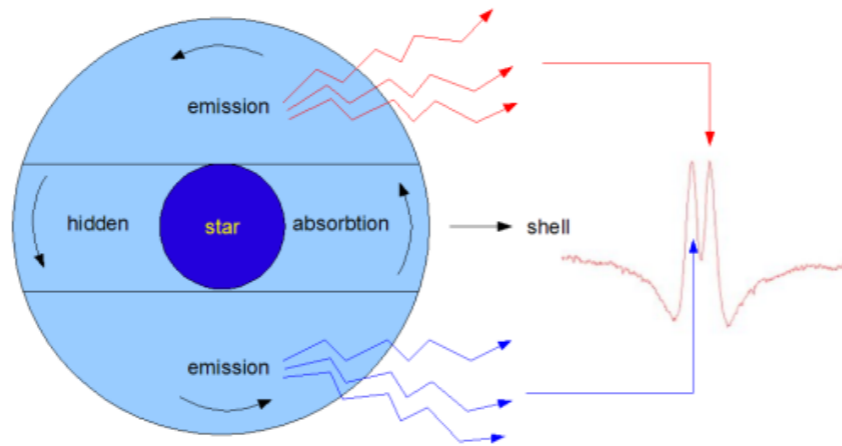 emission
hidden
star
absorbtion
shell
emission